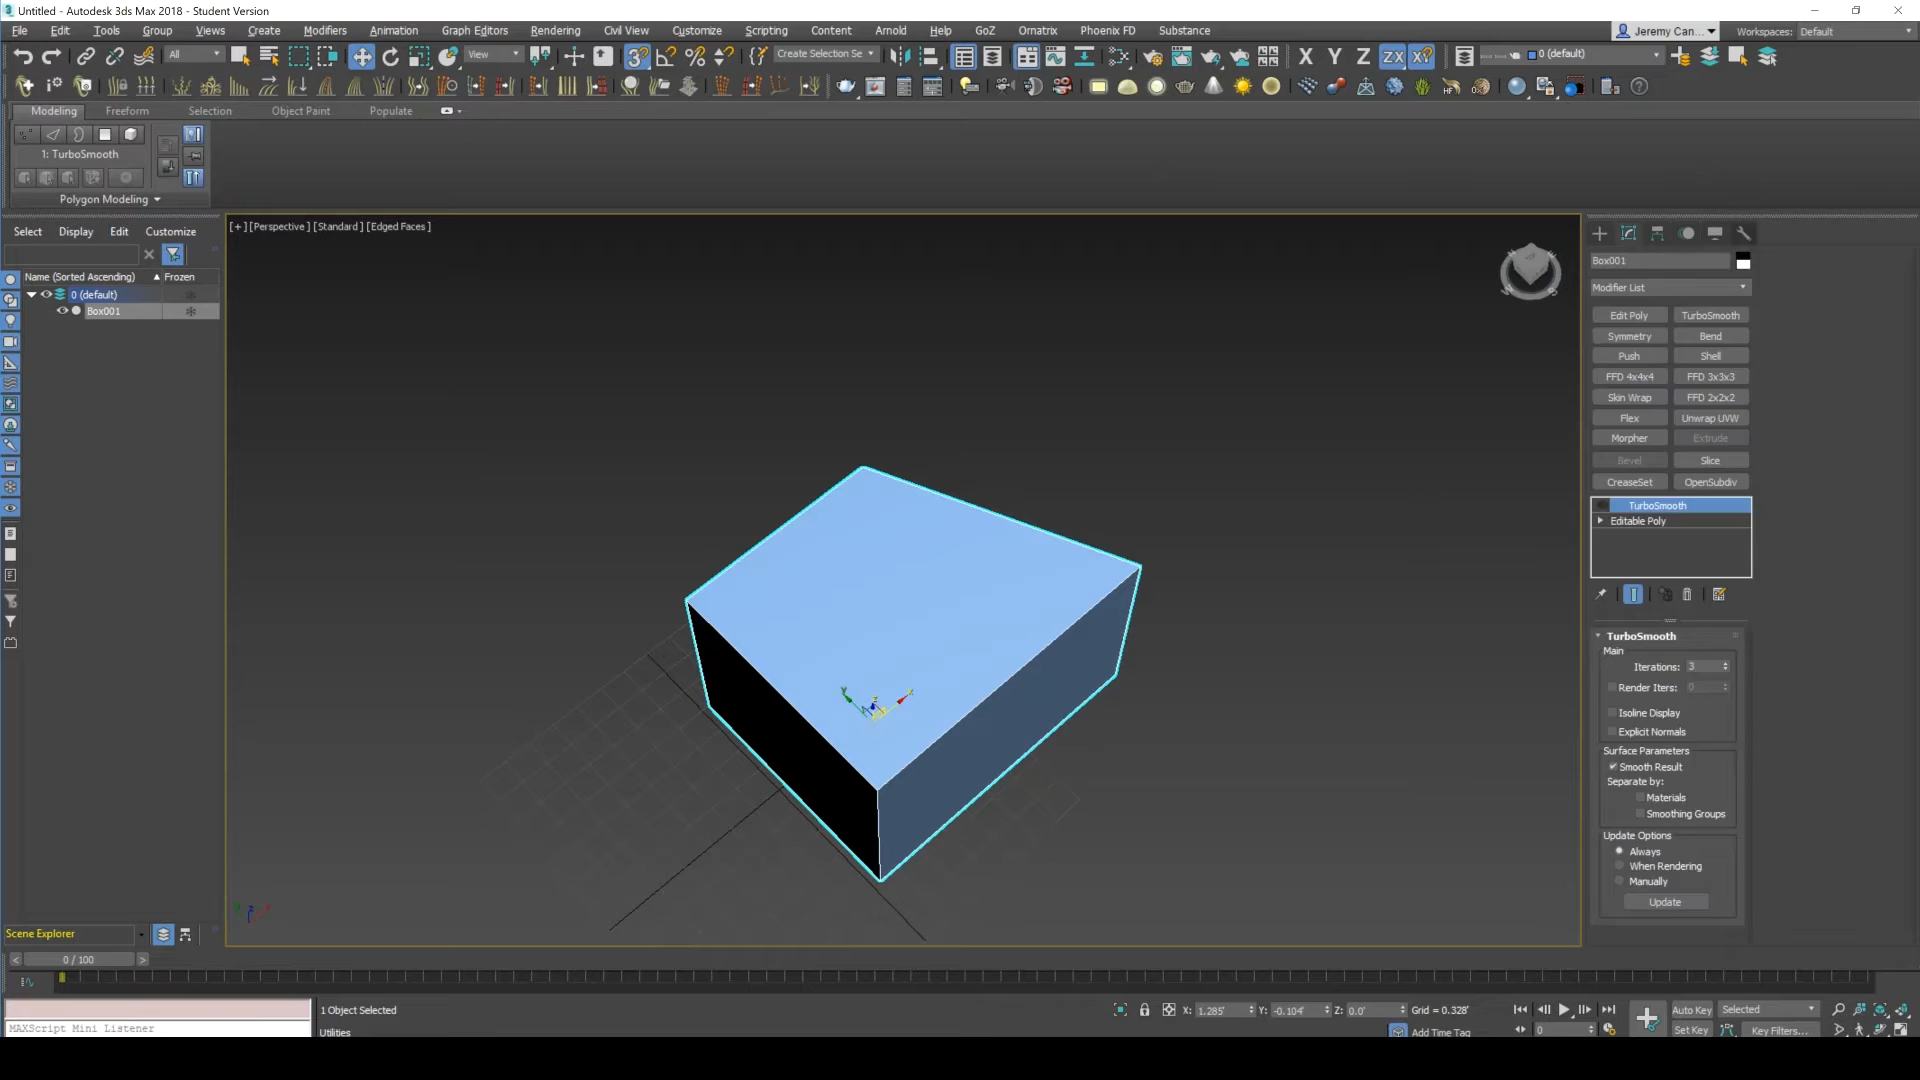 Untitled - Autodesk 3ds Max 2018 - Student Version
File Edit Tools Group Views Create Modifiers Animation Graph Editors Rendering Civil View Customize Scripting Content Arnold Help GoZ Ornatrix Phoenix FD Substance
Jeremy Can... Workspaces: Default
All View Create Selection Se X Y Z ZX XY 0 (default)
Modeling Freeform Selection Object Paint Populate
1: TurboSmooth
Polygon Modeling
Select Display Edit Customize
[+] [Perspective ] [Standard ] [Edged Faces ]
Name (Sorted Ascending) Frozen
0 (default)
Box001
Box001
Modifier List
Edit Poly TurboSmooth
Symmetry Bend
Push Shell
FFD 4x4x4 FFD 3x3x3
Skin Wrap FFD 2x2x2
Flex Unwrap UVW
Morpher Extrude
Bevel Slice
CreaseSet OpenSubdiv
TurboSmooth
Editable Poly
TurboSmooth
Main
Iterations: 3
Render Iters: 0
Isoline Display
Explicit Normals
Surface Parameters
Smooth Result
Separate by:
Materials
Smoothing Groups
Update Options
Always
When Rendering
Manually
Update
Scene Explorer
< 0 / 100 >
1 Object Selected X: 1.285' Y: -0.104' Z: 0.0' Grid = 0.328' Auto Key Selected
MAXScript Mini Listener Utilities Add Time Tag 0 Set Key Key Filters...